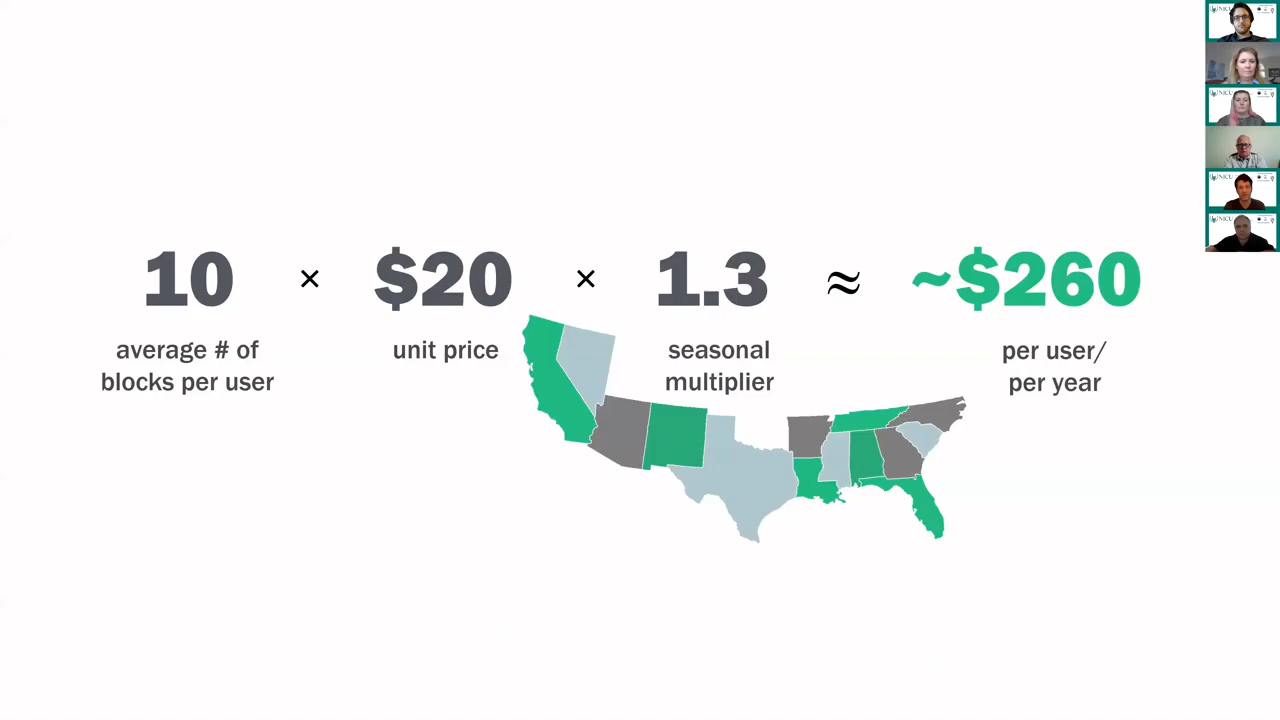 10 × $20 × 1.3 ≈ ~$260
average # of
blocks per user
unit price
seasonal
multiplier
per user/
per year